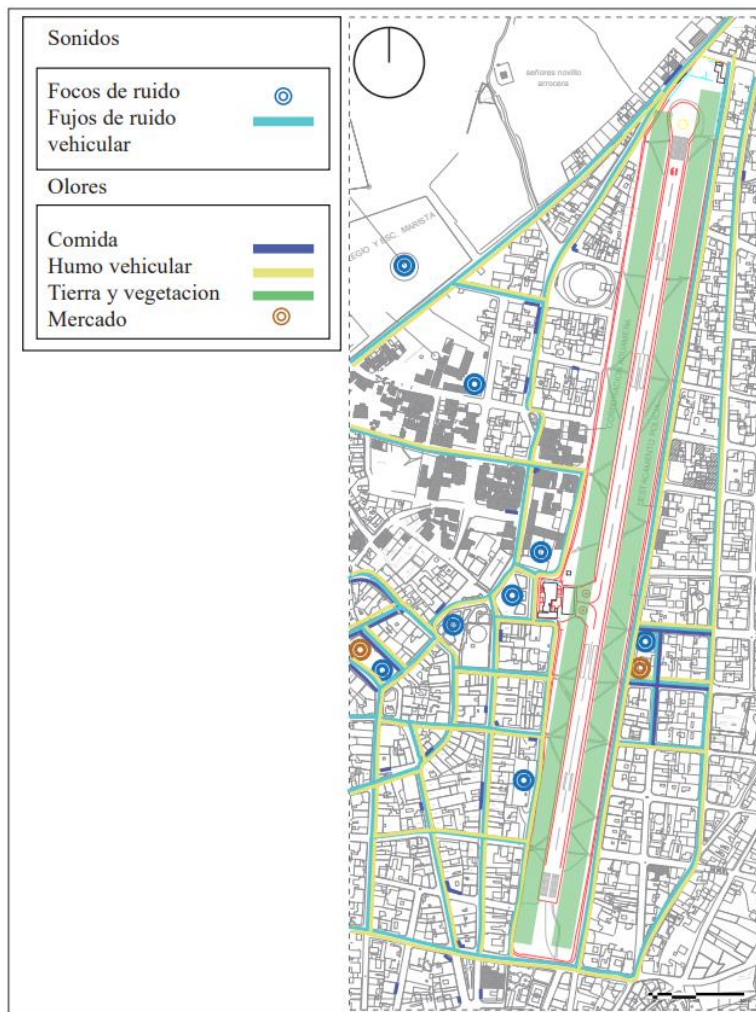 Sonidos
Focos de ruido
Fujos de ruido
vehicular
Olores
Comida
Humo vehicular
Tierra y vegetacion
Mercado
señores novillo
arrocera
EGIO Y ESC. MARISTA